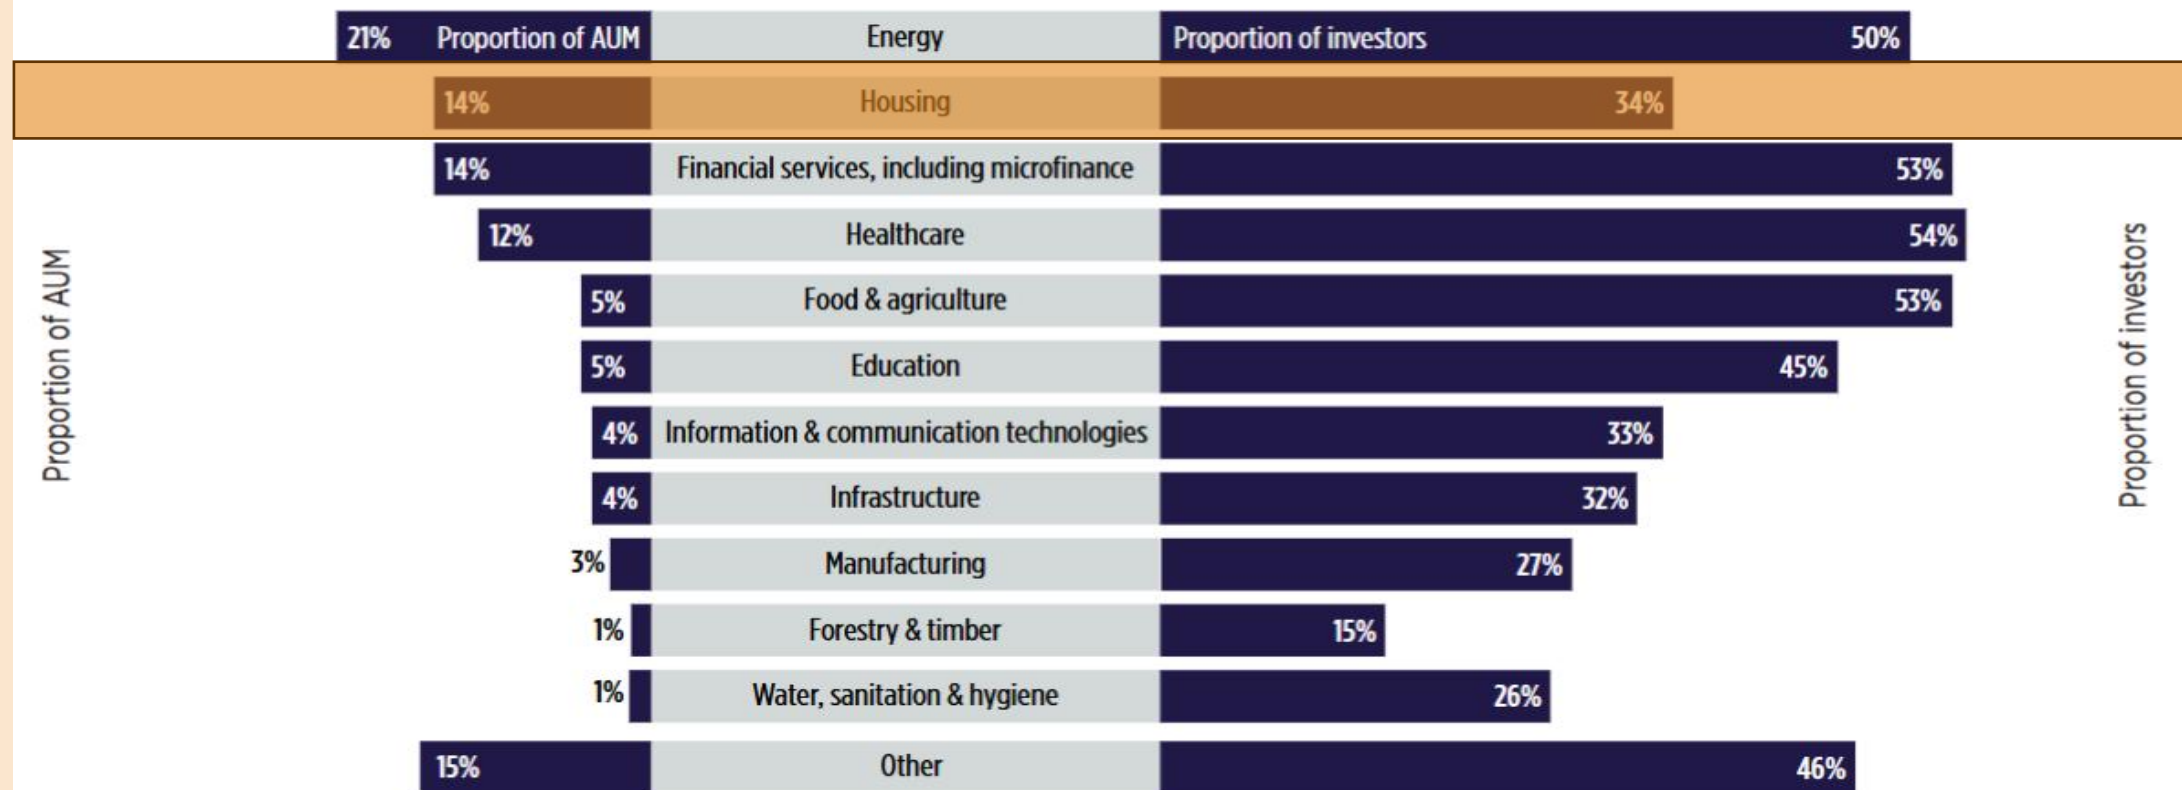 21% Proportion of AUM Energy Proportion of investors 50%
14% Housing 34%
14% Financial services, including microfinance 53%
12% Healthcare 54%
5% Food & agriculture 53%
5% Education 45%
4% Information & communication technologies 33%
4% Infrastructure 32%
3% Manufacturing 27%
1% Forestry & timber 15%
1% Water, sanitation & hygiene 26%
15% Other 46%
Proportion of AUM
Proportion of investors